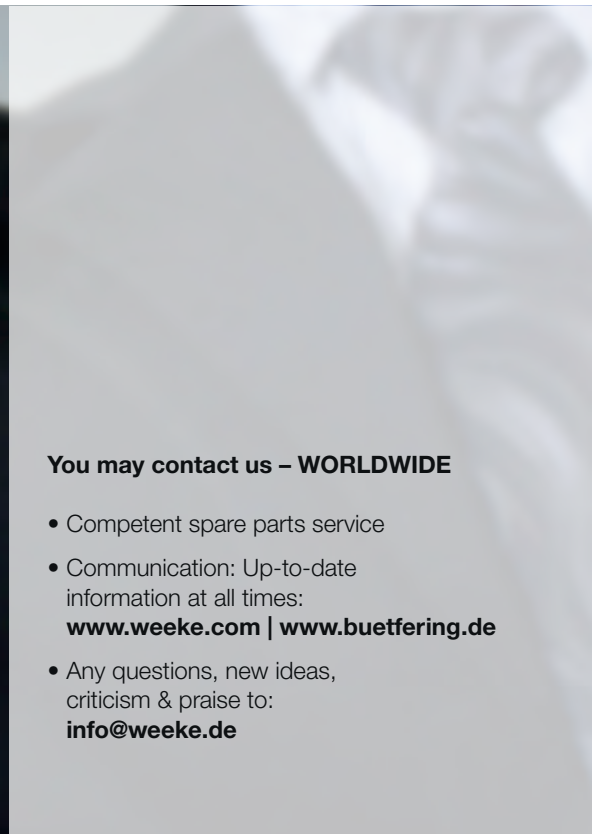 You may contact us – WORLDWIDE
• Competent spare parts service
• Communication: Up-to-date
information at all times:
www.weeke.com | www.buetfering.de
• Any questions, new ideas,
criticism & praise to:
info@weeke.de